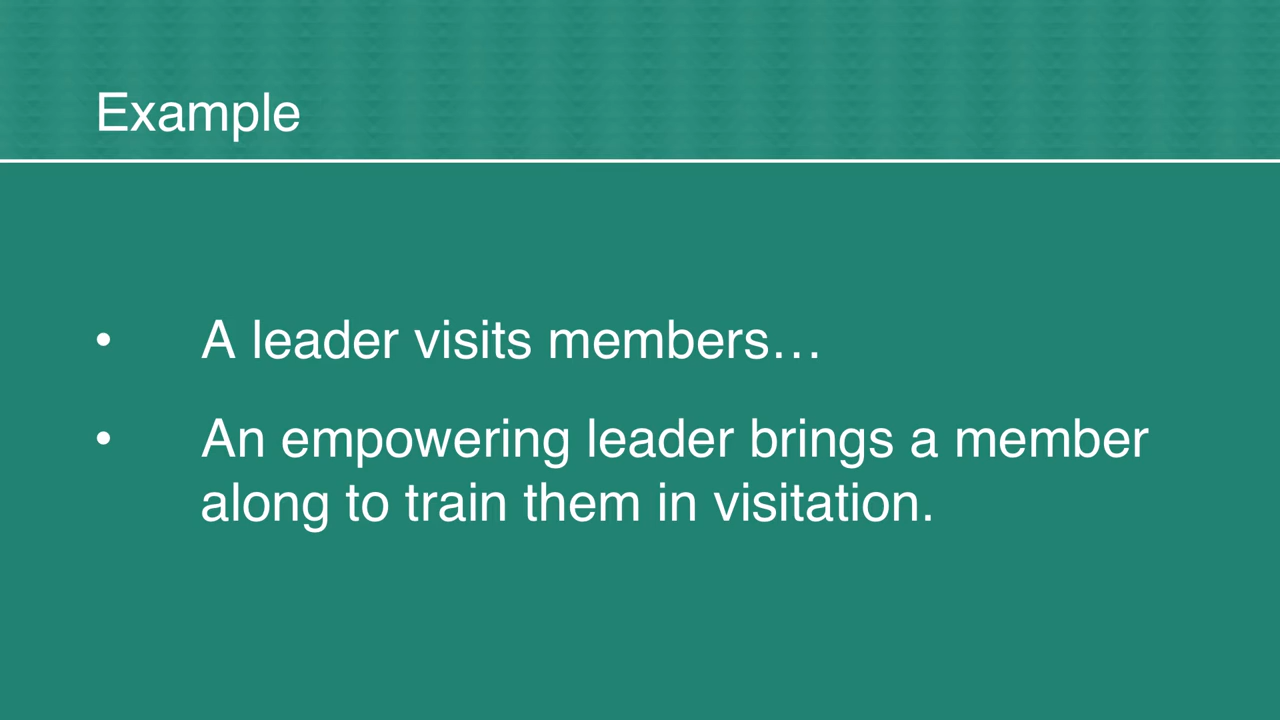 Example
• A leader visits members…
• An empowering leader brings a member
along to train them in visitation.